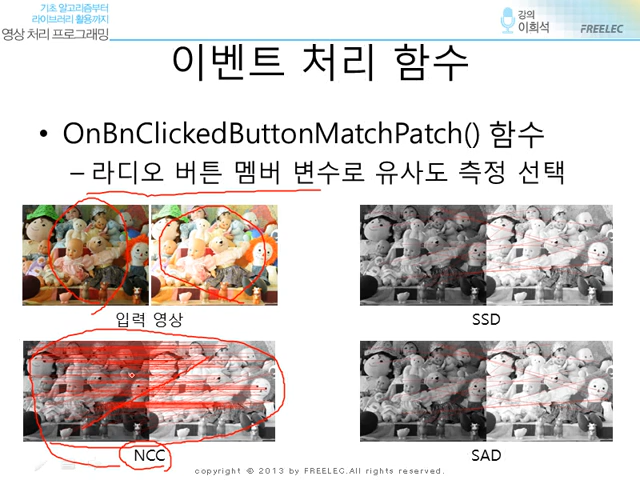 기초 알고리즘부터
라이브러리 활용까지
영상 처리 프로그래밍
강의
이희석
FREELEC
이벤트 처리 함수
• OnBnClickedButtonMatchPatch() 함수
– 라디오 버튼 멤버 변수로 유사도 측정 선택
입력 영상
SSD
NCC
SAD
copyright © 2013 by FREELEC.All rights reserved.